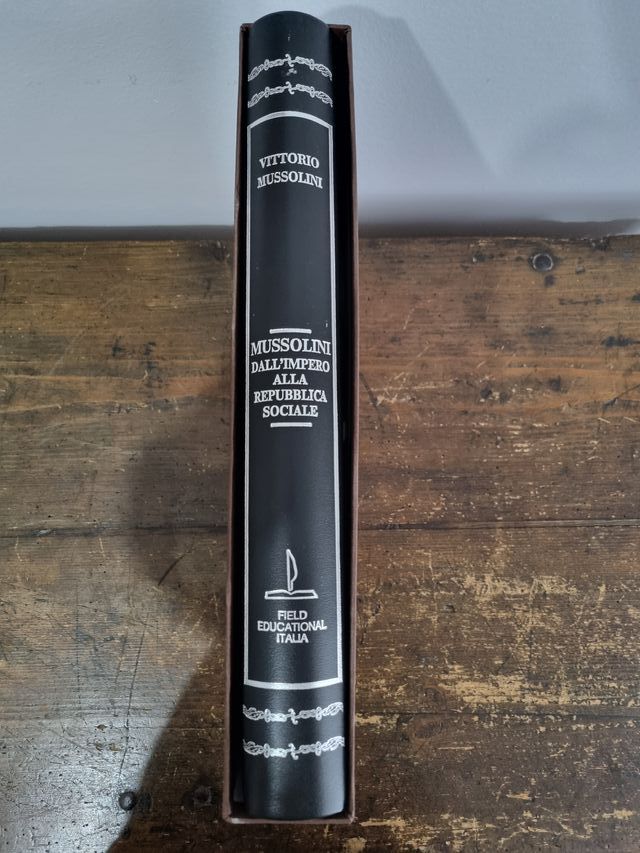 VITTORIO
MUSSOLINI
MUSSOLINI
DALL'IMPERO
ALLA
REPUBBLICA
SOCIALE
FIELD
EDUCATIONAL
ITALIA